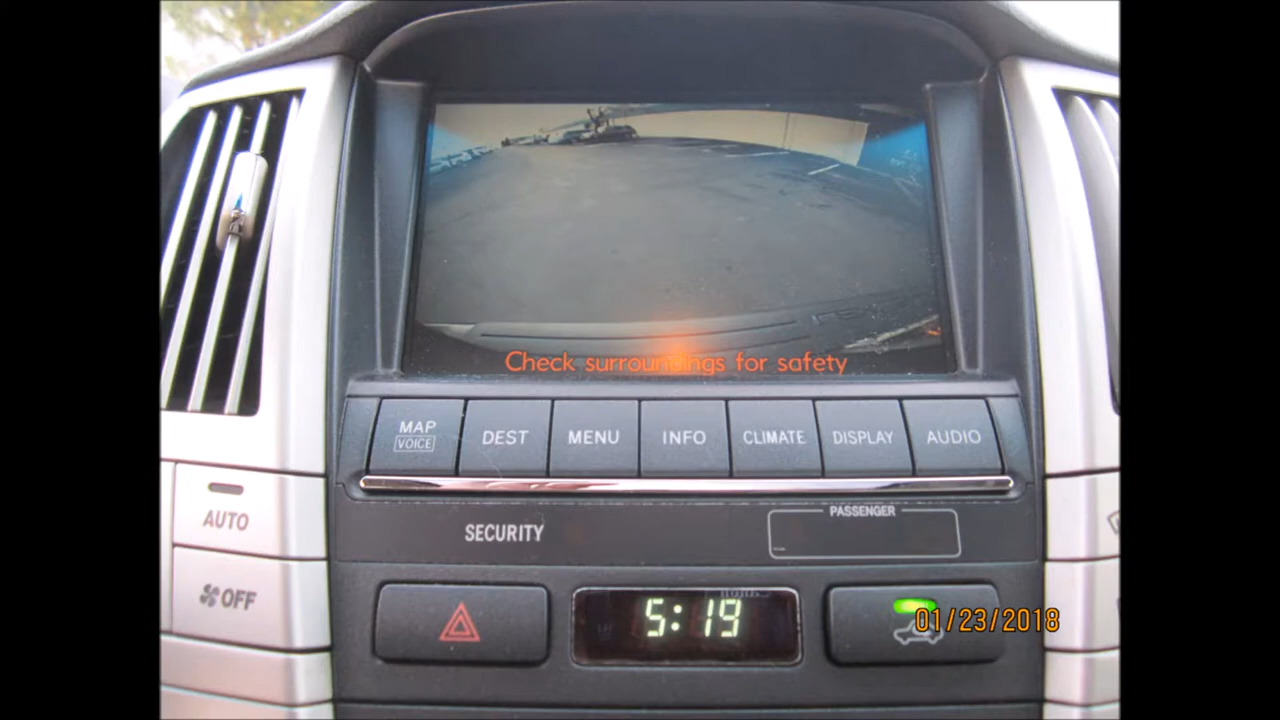 Check surroundings for safety
MAP
VOICE
DEST
MENU
INFO
CLIMATE
DISPLAY
AUDIO
PASSENGER
SECURITY
AUTO
OFF
5:19
01/23/2018